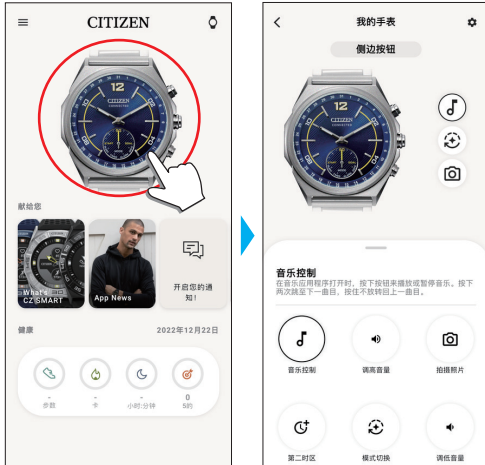 CITIZEN
12
CITIZEN
献给您
What's
CZ SMART
App News
开启您的通
知!
健康
2022年12月22日
-
步数
-
卡
-
小时:分钟
0
5的
我的手表
侧边按钮
12
CITIZEN
音乐控制
在音乐应用程序打开时，按下按钮来播放或暂停音乐。按下
两次跳至下一曲目，按住不放转回上一曲目。
音乐控制
调高音量
拍摄照片
第二时区
模式切换
调低音量